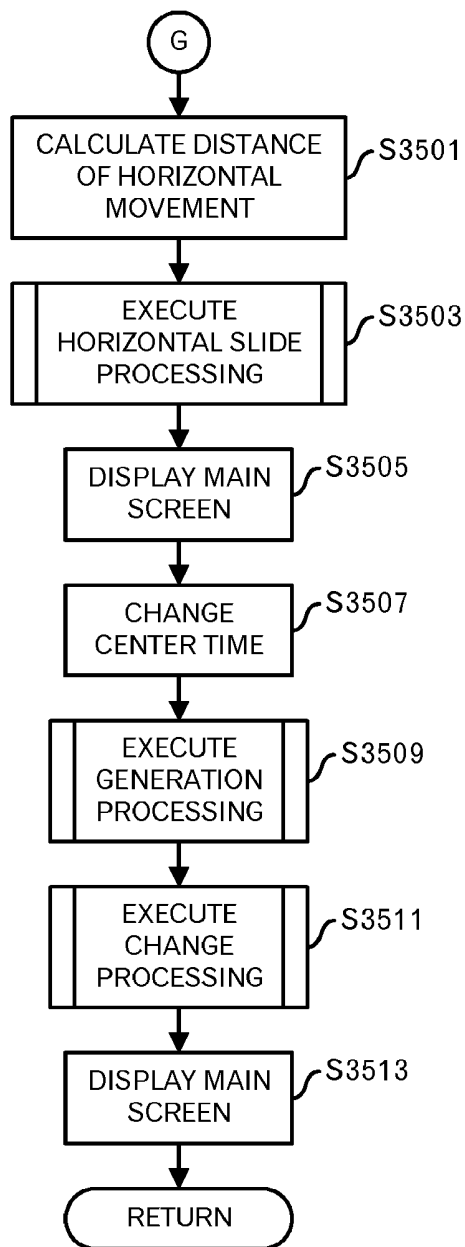 G
CALCULATE DISTANCE
OF HORIZONTAL
MOVEMENT
S3501
EXECUTE
HORIZONTAL SLIDE
PROCESSING
S3503
DISPLAY MAIN
SCREEN
S3505
CHANGE
CENTER TIME
S3507
EXECUTE
GENERATION
PROCESSING
S3509
EXECUTE
CHANGE
PROCESSING
S3511
DISPLAY MAIN
SCREEN
S3513
RETURN